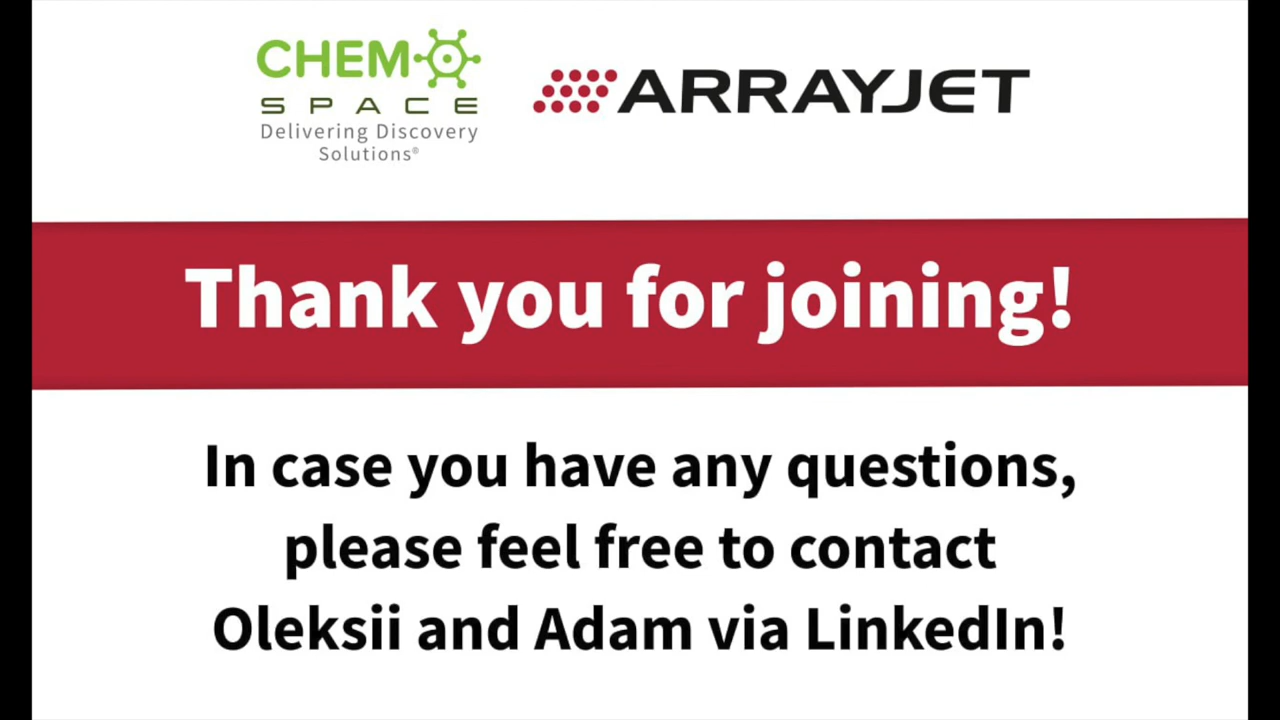 CHEM
SPACE
Delivering Discovery
Solutions®
ARRAYJET
Thank you for joining!
In case you have any questions,
please feel free to contact
Oleksii and Adam via LinkedIn!